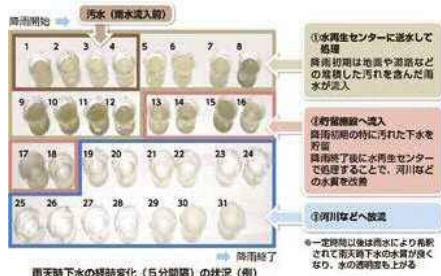 汚水（雨水流入前）
降雨開始
1 2 3 4 5 6 7 8
9 10 11 12 13 14 15 16
17 18 19 20 21 22 23 24
25 26 27 28 29 30 31
降雨終了
雨天時下水の経時変化（5分間隔）の状況（例）
①水再生センターに送水して
処理
降雨初期は地面や道路など
の堆積した汚れを含んだ雨
水が流入
②貯留施設へ流入
降雨初期の特に汚れた下水を
貯留
降雨終了後に水再生センター
で処理することで、河川など
の水質を改善
③河川などへ放流
※一定時間以後は雨水により希釈
されて雨天時下水の水質が良く
なり、水の透明度も上がる